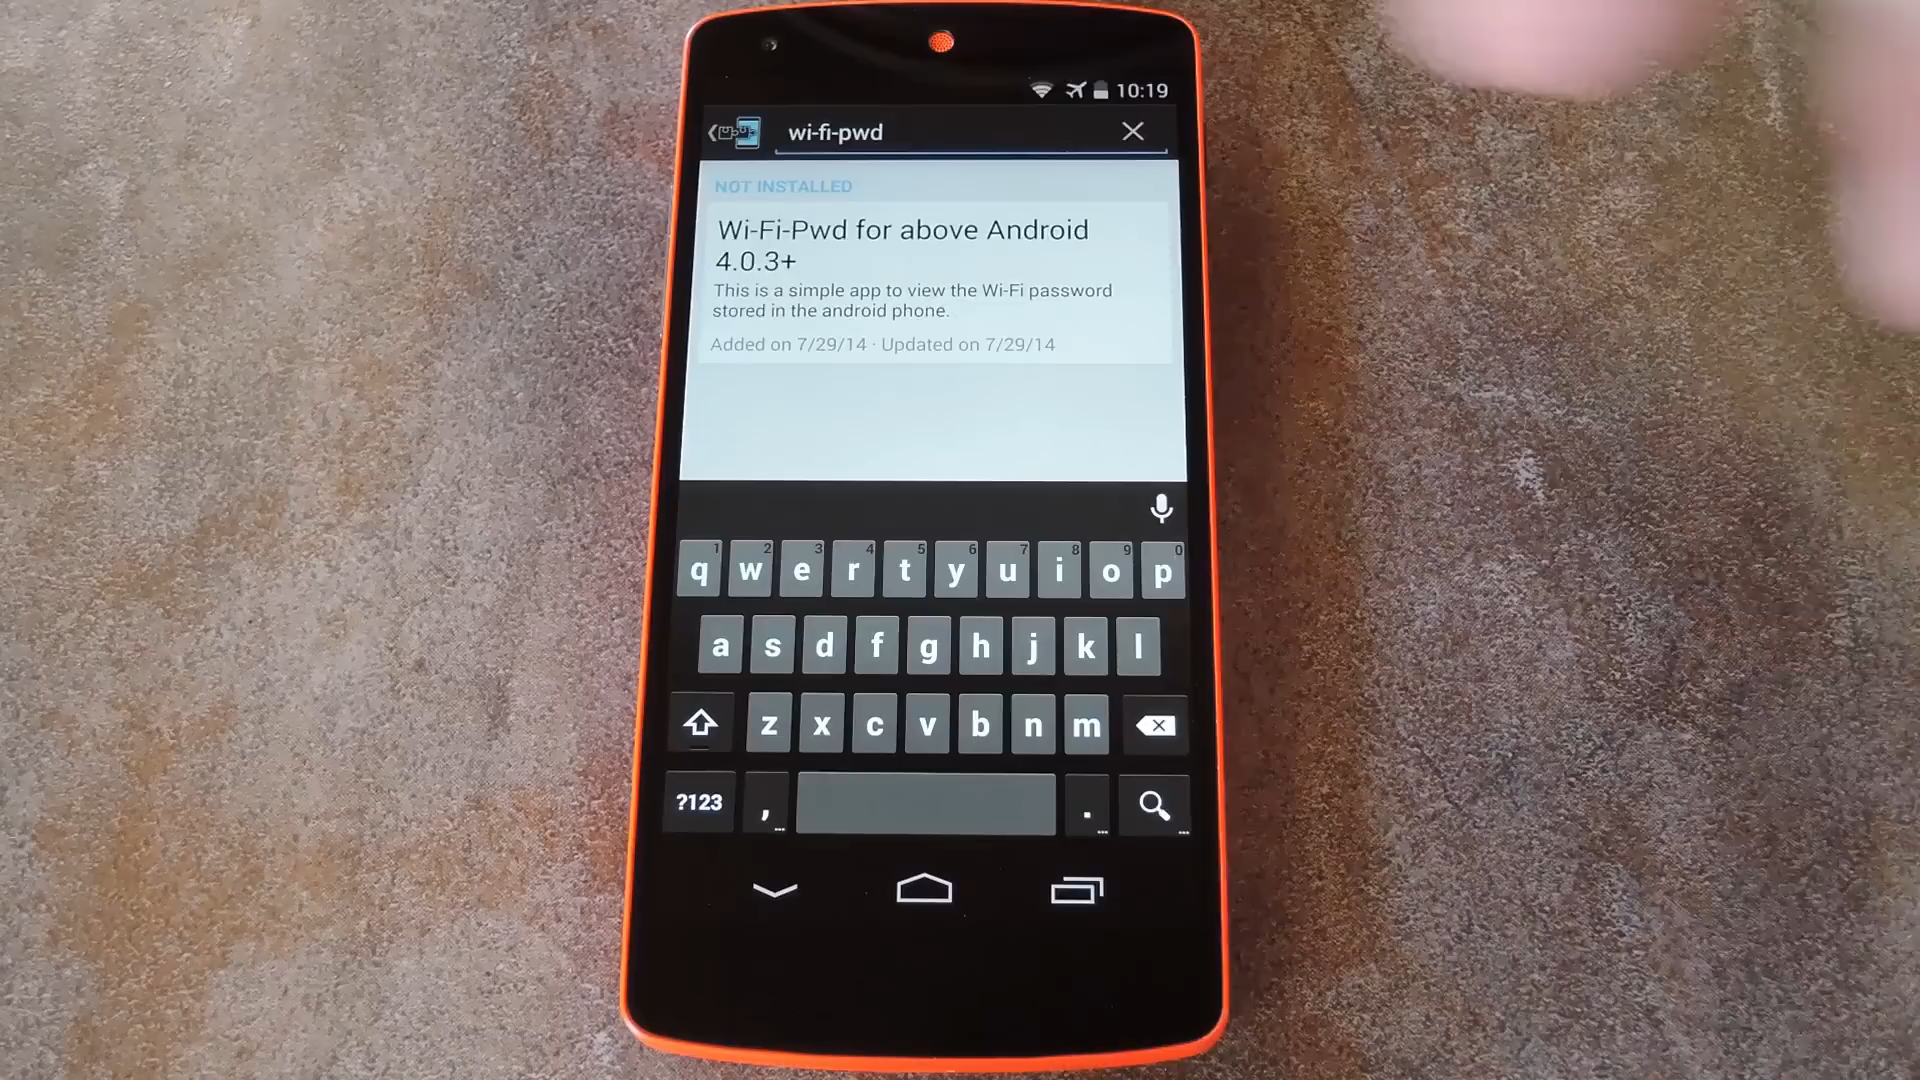 10:19
wi-fi-pwd
NOT INSTALLED
Wi-Fi-Pwd for above Android
4.0.3+
This is a simple app to view the Wi-Fi password
stored in the android phone.
Added on 7/29/14 · Updated on 7/29/14
1 2 3 4 5 6 7 8 9 0
q w e r t y u i o p
a s d f g h j k l
z x c v b n m
?123 , ... . ... ...